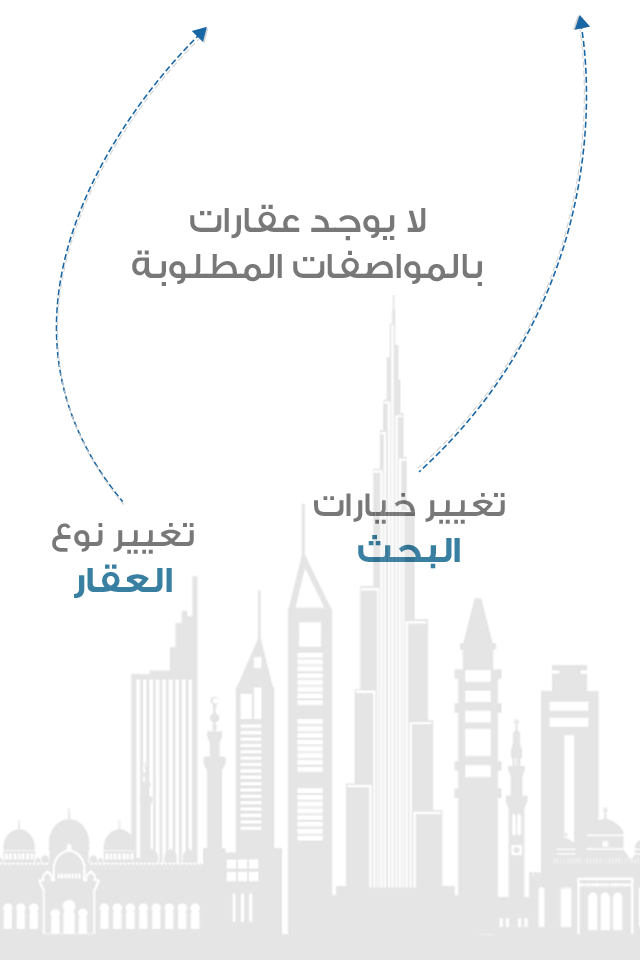 لا يوجد عقارات
بالمواصفات المطلوبة
تغيير خيارات
البحث
تغيير نوع
العقار